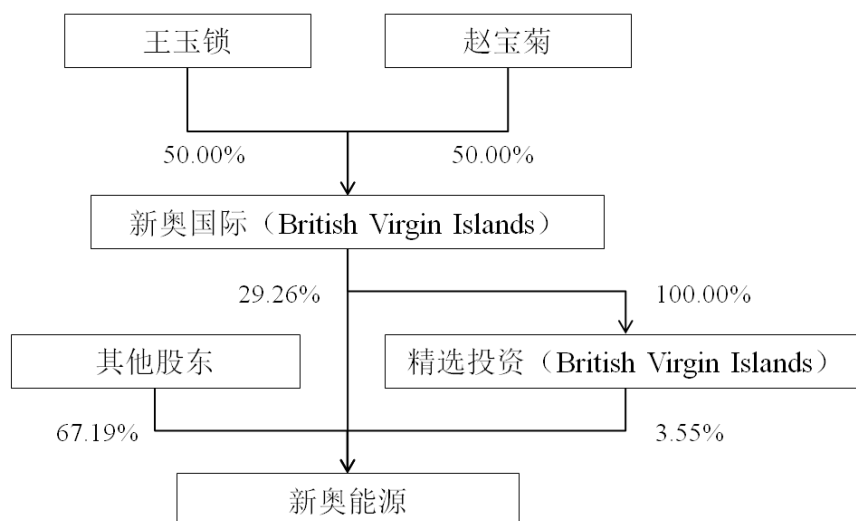 王玉锁
赵宝菊
50.00%
50.00%
新奥国际（British Virgin Islands）
29.26%
100.00%
其他股东
精选投资（British Virgin Islands）
67.19%
3.55%
新奥能源